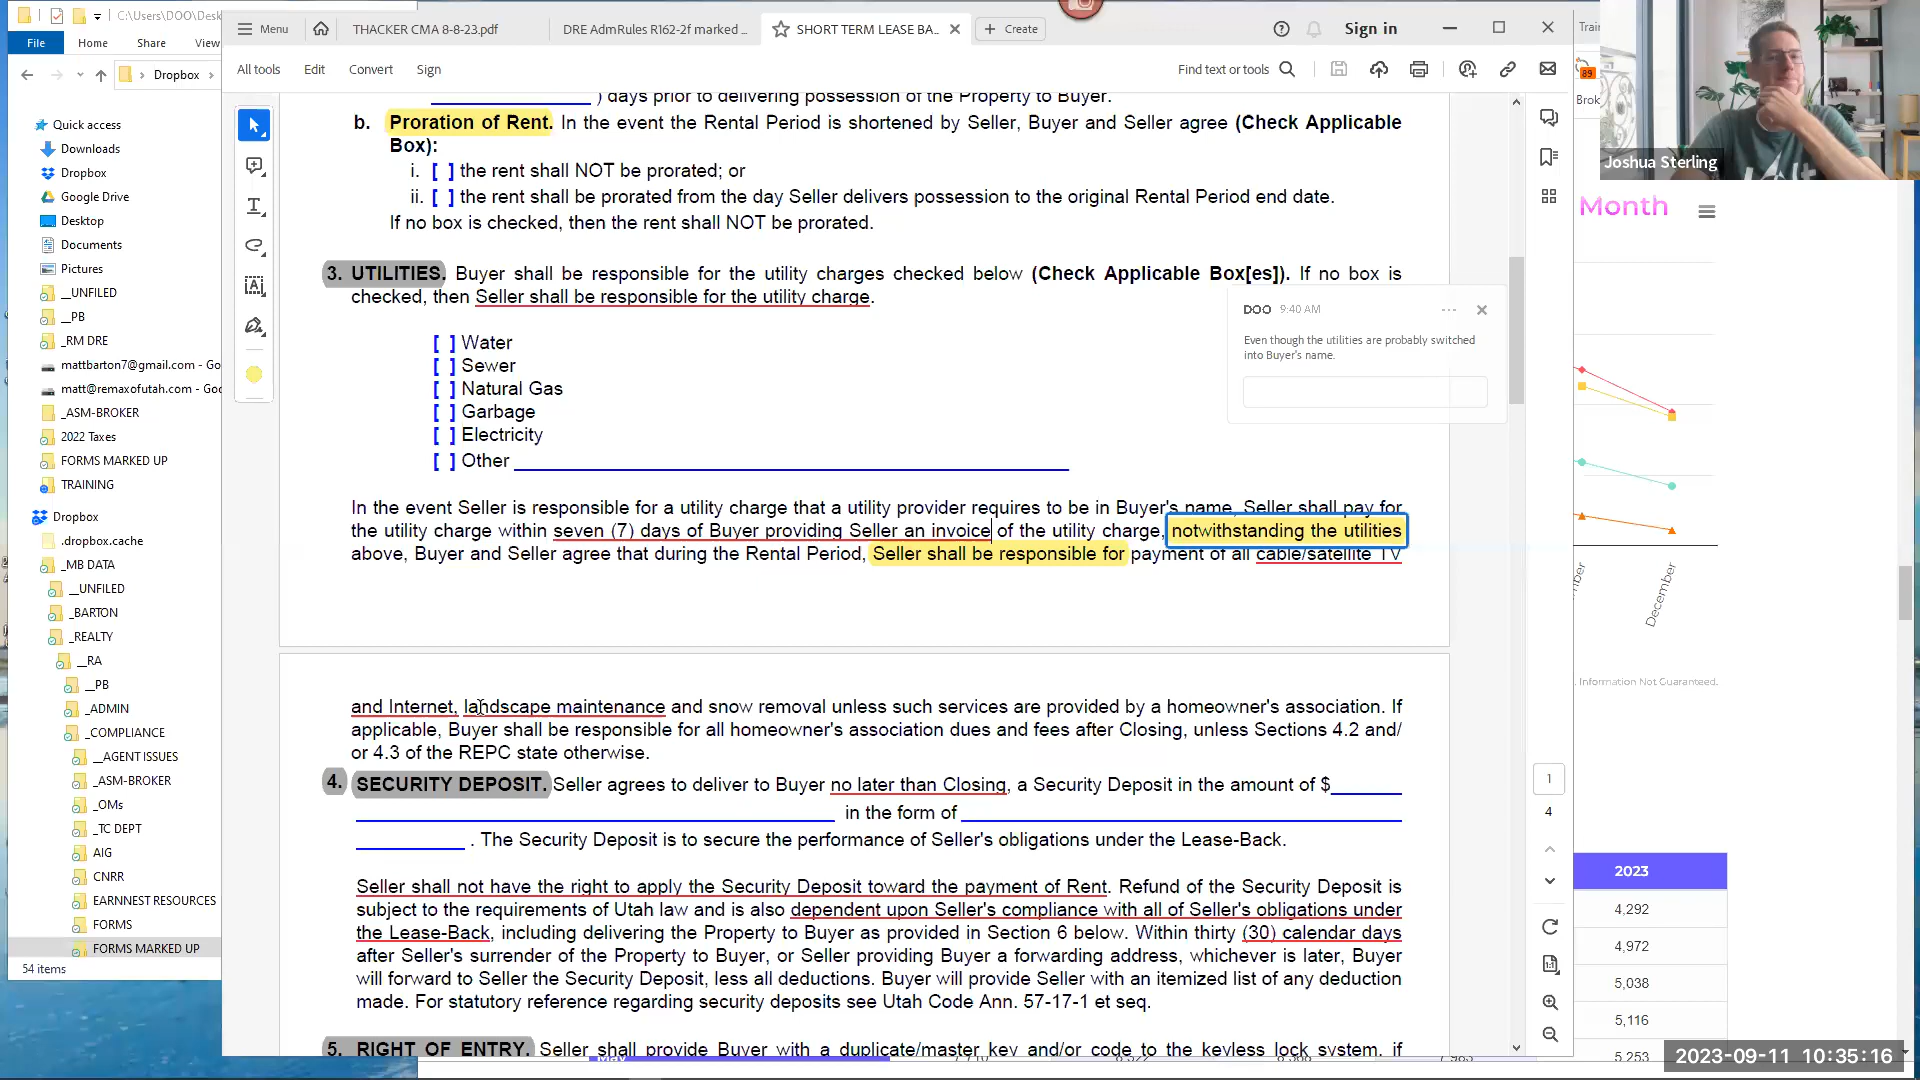 C:\Users\DOO\Desk
File
Home
Share
View
Dropbox
Quick access
Downloads
Dropbox
Google Drive
Desktop
Documents
Pictures
__UNFILED
__PB
_RM DRE
mattbarton7@gmail.com - Go
matt@remaxofutah.com - Go
_ASM-BROKER
2022 Taxes
FORMS MARKED UP
TRAINING
Dropbox
.dropbox.cache
_MB DATA
__UNFILED
_BARTON
_REALTY
__RA
__PB
_ADMIN
_COMPLIANCE
__AGENT ISSUES
_ASM-BROKER
_OMs
_TC DEPT
AIG
CNRR
EARNNEST RESOURCES
FORMS
FORMS MARKED UP
54 items
Menu
THACKER CMA 8-8-23.pdf
DRE AdmRules R162-2f marked ...
SHORT TERM LEASE BA...
Create
Sign in
All tools
Edit
Convert
Sign
Find text or tools
) days prior to delivering possession of the Property to Buyer.
b. Proration of Rent. In the event the Rental Period is shortened by Seller, Buyer and Seller agree (Check Applicable
Box):
i. [ ] the rent shall NOT be prorated; or
ii. [ ] the rent shall be prorated from the day Seller delivers possession to the original Rental Period end date.
If no box is checked, then the rent shall NOT be prorated.
3. UTILITIES. Buyer shall be responsible for the utility charges checked below (Check Applicable Box[es]). If no box is
checked, then Seller shall be responsible for the utility charge.
[ ] Water
[ ] Sewer
[ ] Natural Gas
[ ] Garbage
[ ] Electricity
[ ] Other
In the event Seller is responsible for a utility charge that a utility provider requires to be in Buyer's name, Seller shall pay for
the utility charge within seven (7) days of Buyer providing Seller an invoice of the utility charge, notwithstanding the utilities
above, Buyer and Seller agree that during the Rental Period, Seller shall be responsible for payment of all cable/satellite TV
DOO 9:40 AM
Even though the utilities are probably switched
into Buyer's name.
and Internet, landscape maintenance and snow removal unless such services are provided by a homeowner's association. If
applicable, Buyer shall be responsible for all homeowner's association dues and fees after Closing, unless Sections 4.2 and/
or 4.3 of the REPC state otherwise.
4. SECURITY DEPOSIT. Seller agrees to deliver to Buyer no later than Closing, a Security Deposit in the amount of $
in the form of
. The Security Deposit is to secure the performance of Seller's obligations under the Lease-Back.
Seller shall not have the right to apply the Security Deposit toward the payment of Rent. Refund of the Security Deposit is
subject to the requirements of Utah law and is also dependent upon Seller's compliance with all of Seller's obligations under
the Lease-Back, including delivering the Property to Buyer as provided in Section 6 below. Within thirty (30) calendar days
after Seller's surrender of the Property to Buyer, or Seller providing Buyer a forwarding address, whichever is later, Buyer
will forward to Seller the Security Deposit, less all deductions. Buyer will provide Seller with an itemized list of any deduction
made. For statutory reference regarding security deposits see Utah Code Ann. 57-17-1 et seq.
5. RIGHT OF ENTRY. Seller shall provide Buyer with a duplicate/master key and/or code to the keyless lock system, if
1
4
Trai
89
Brok
Joshua Sterling
Month
December
Information Not Guaranteed.
2023
4,292
4,972
5,038
5,116
5,253
2023-09-11 10:35:16